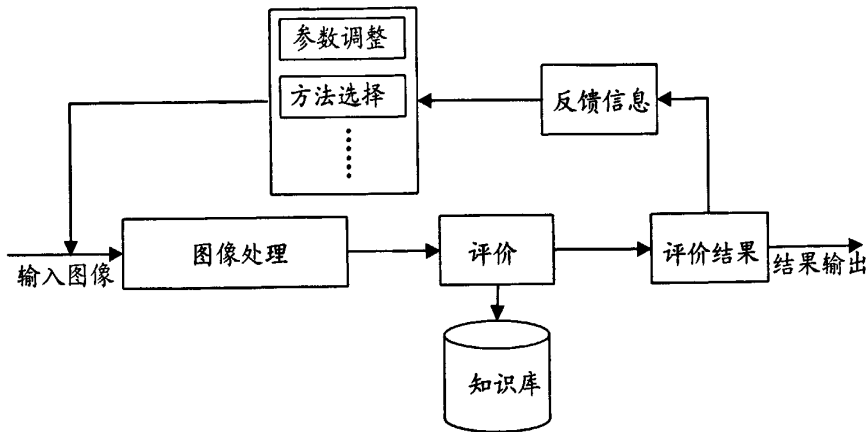 参数调整
方法选择
反馈信息
图像处理
评价
评价结果
输入图像
结果输出
知识库